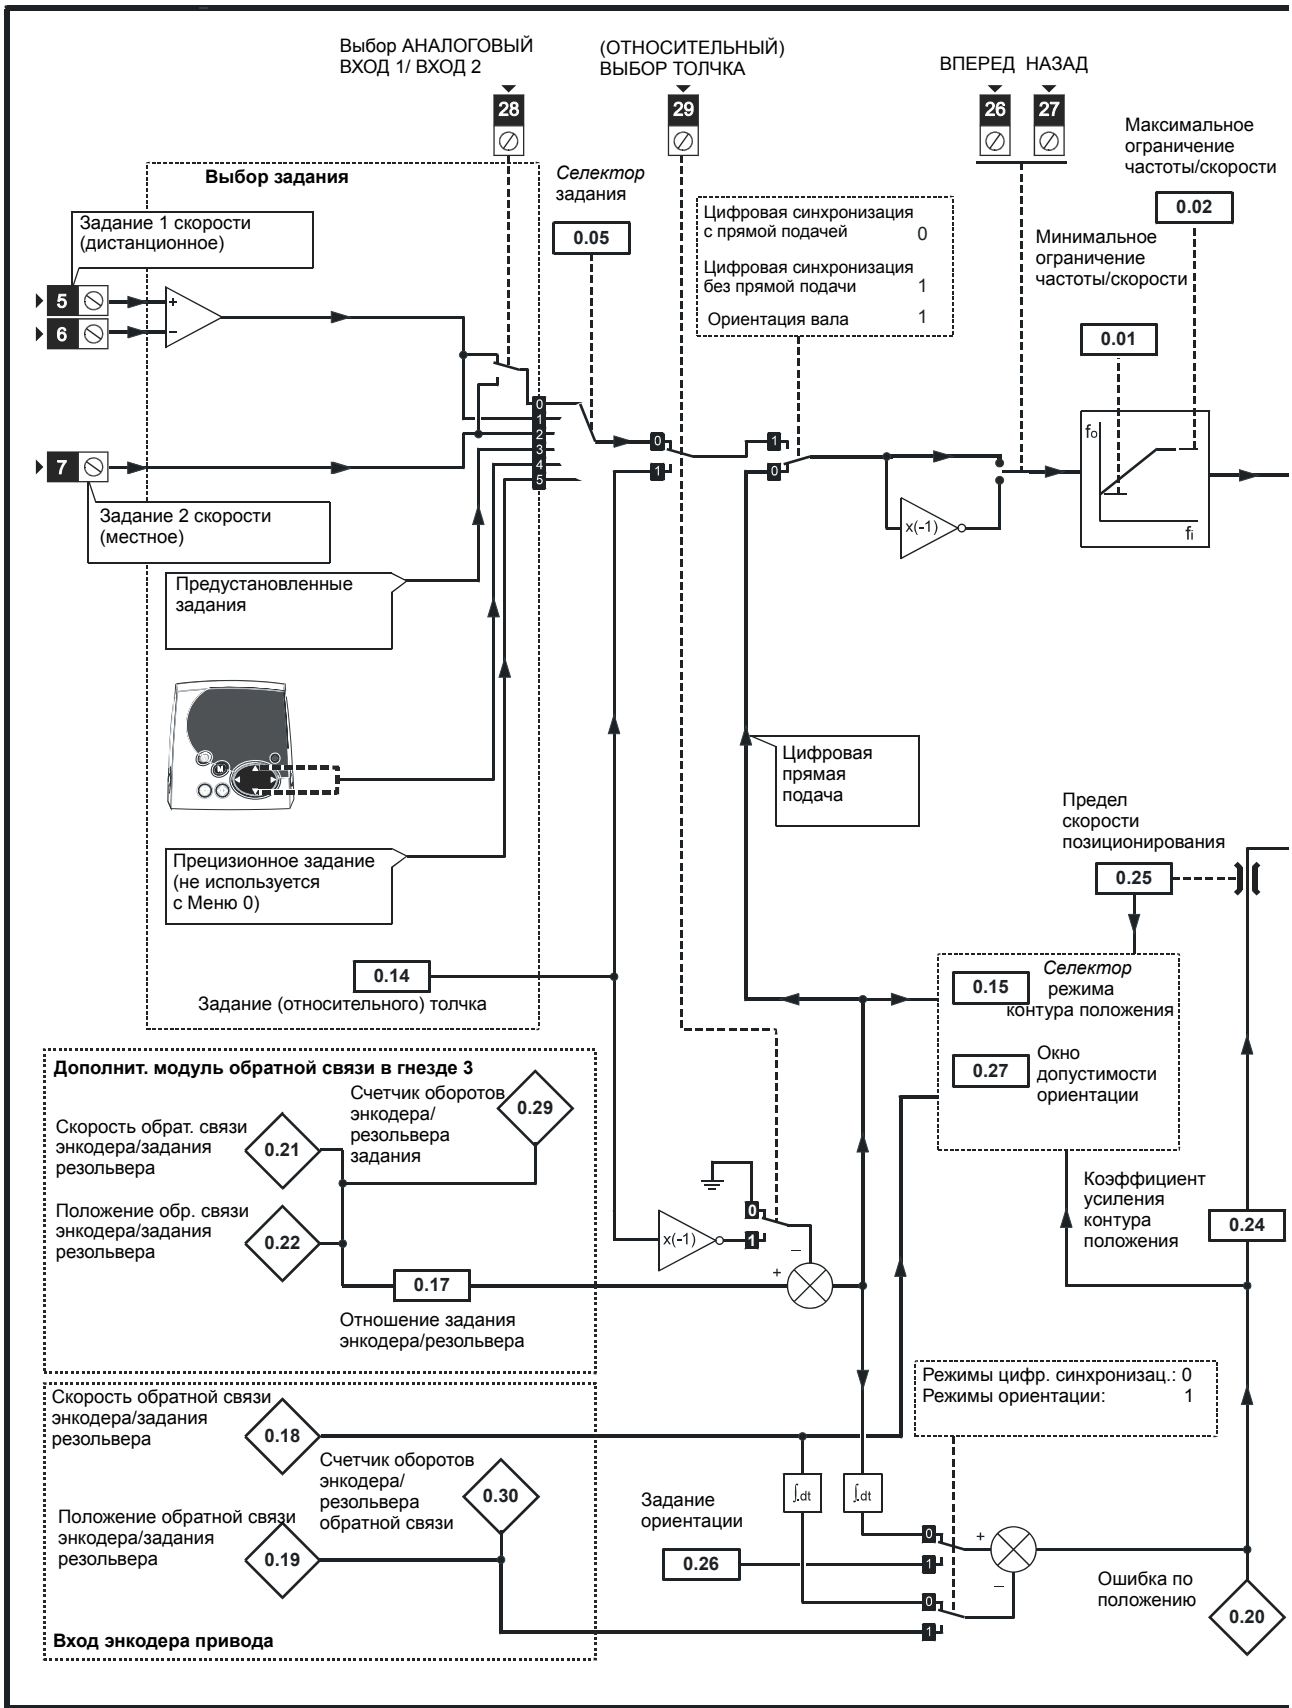 Выбор АНАЛОГОВЫЙ
ВХОД 1/ ВХОД 2
(ОТНОСИТЕЛЬНЫЙ)
ВЫБОР ТОЛЧКА
ВПЕРЕД НАЗАД
28
29
26
27
Максимальное
ограничение
частоты/скорости
0.02
Выбор задания
Селектор
задания
0.05
Цифровая синхронизация
с прямой подачей 0
Цифровая синхронизация
без прямой подачи 1
Ориентация вала 1
Минимальное
ограничение
частоты/скорости
0.01
Задание 1 скорости
(дистанционное)
5
+
6
−
0
1
2
3
4
5
0
1
1
0
x(-1)
fo
fi
7
Задание 2 скорости
(местное)
Предустановленные
задания
M
Цифровая
прямая
подача
Прецизионное задание
(не используется
с Меню 0)
Предел
скорости
позиционирования
0.25
0.14
Задание (относительного) толчка
0.15
Селектор
режима
контура положения
0.27
Окно
допустимости
ориентации
Дополнит. модуль обратной связи в гнезде 3
Счетчик оборотов
энкодера/
резольвера
задания
0.29
Скорость обрат. связи
энкодера/задания
резольвера
0.21
Положение обр. связи
энкодера/задания
резольвера
0.22
0.17
Отношение задания
энкодера/резольвера
x(-1)
0
1
−
+
Коэффициент
усиления
контура
положения
0.24
Режимы цифр. синхронизац.: 0
Режимы ориентации: 1
Скорость обратной связи
энкодера/задания
резольвера
0.18
Счетчик оборотов
энкодера/
резольвера
обратной связи
0.30
Положение обратной связи
энкодера/задания
резольвера
0.19
Вход энкодера привода
∫.dt
∫.dt
Задание
ориентации
0.26
0
1
0
1
+
−
Ошибка по
положению
0.20